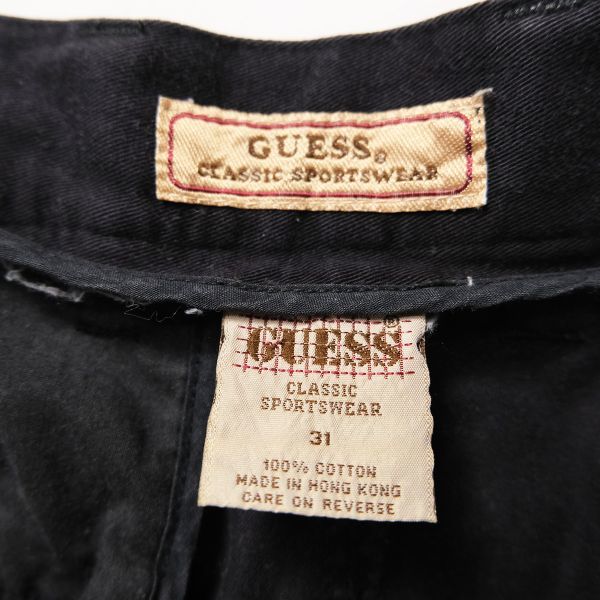 GUESS®
CLASSIC SPORTSWEAR
GUESS®
CLASSIC
SPORTSWEAR
31
100% COTTON
MADE IN HONG KONG
CARE ON REVERSE